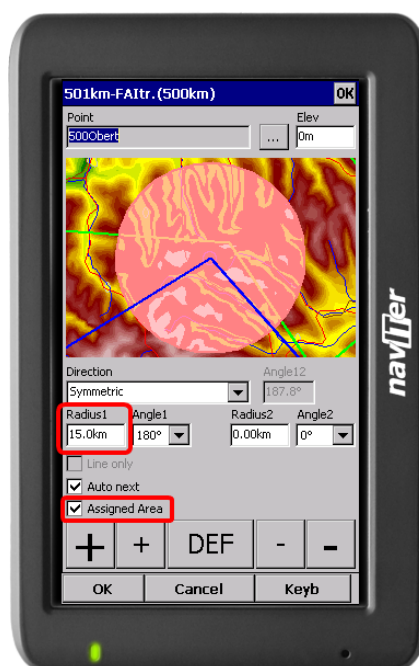 501km-FAItr.(500km) OK
Point Elev
500Obert ... 0m
Direction Angle12
Symmetric 187.8°
Radius1 Angle1 Radius2 Angle2
15.0km 180° 0.00km 0°
Line only
Auto next
Assigned Area
+ + DEF - -
OK Cancel Keyb
naviter